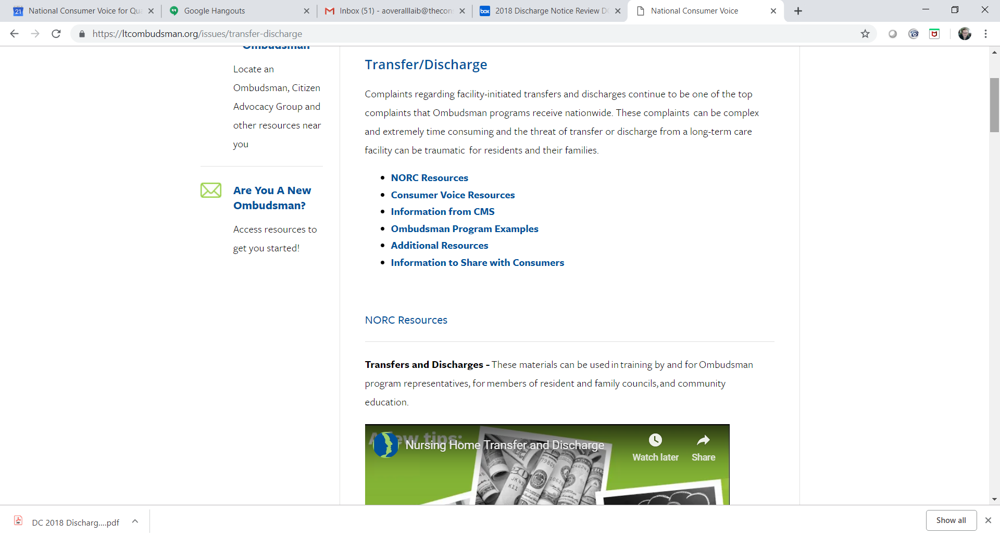 21 National Consumer Voice for Qua
Google Hangouts
Inbox (51) - aoveralllaib@thecons
box 2018 Discharge Notice Review DC
National Consumer Voice
https://ltcombudsman.org/issues/transfer-discharge
Ombudsman
Locate an
Ombudsman, Citizen
Advocacy Group and
other resources near
you
Are You A New
Ombudsman?
Access resources to
get you started!
Transfer/Discharge
Complaints regarding facility-initiated transfers and discharges continue to be one of the top
complaints that Ombudsman programs receive nationwide. These complaints can be complex
and extremely time consuming and the threat of transfer or discharge from a long-term care
facility can be traumatic for residents and their families.
NORC Resources
Consumer Voice Resources
Information from CMS
Ombudsman Program Examples
Additional Resources
Information to Share with Consumers
NORC Resources
Transfers and Discharges - These materials can be used in training by and for Ombudsman
program representatives, for members of resident and family councils, and community
education.
A few tips:
Nursing Home Transfer and Discharge
Watch later
Share
DC 2018 Discharg....pdf
Show all